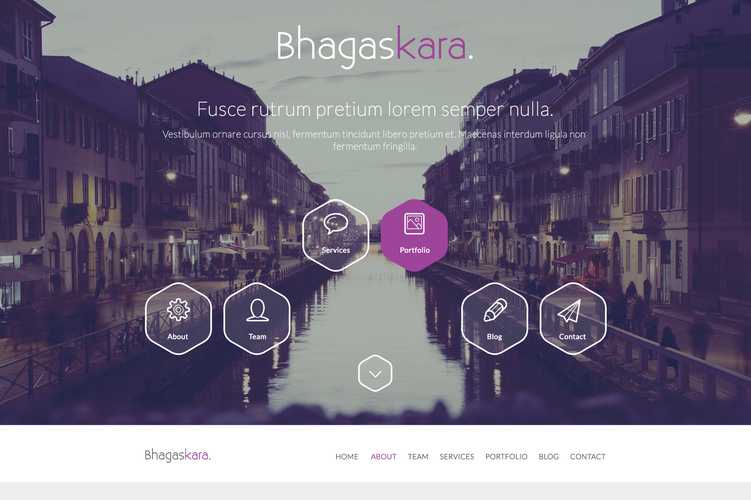 Bhagaskara.
Fusce rutrum pretium lorem semper nulla.
Vestibulum ornare cursus nisl, fermentum tincidunt libero pretium et. Maecenas interdum ligula non
fermentum fringilla.
Services
Portfolio
About
Team
Blog
Contact
Bhagaskara.
HOME ABOUT TEAM SERVICES PORTFOLIO BLOG CONTACT